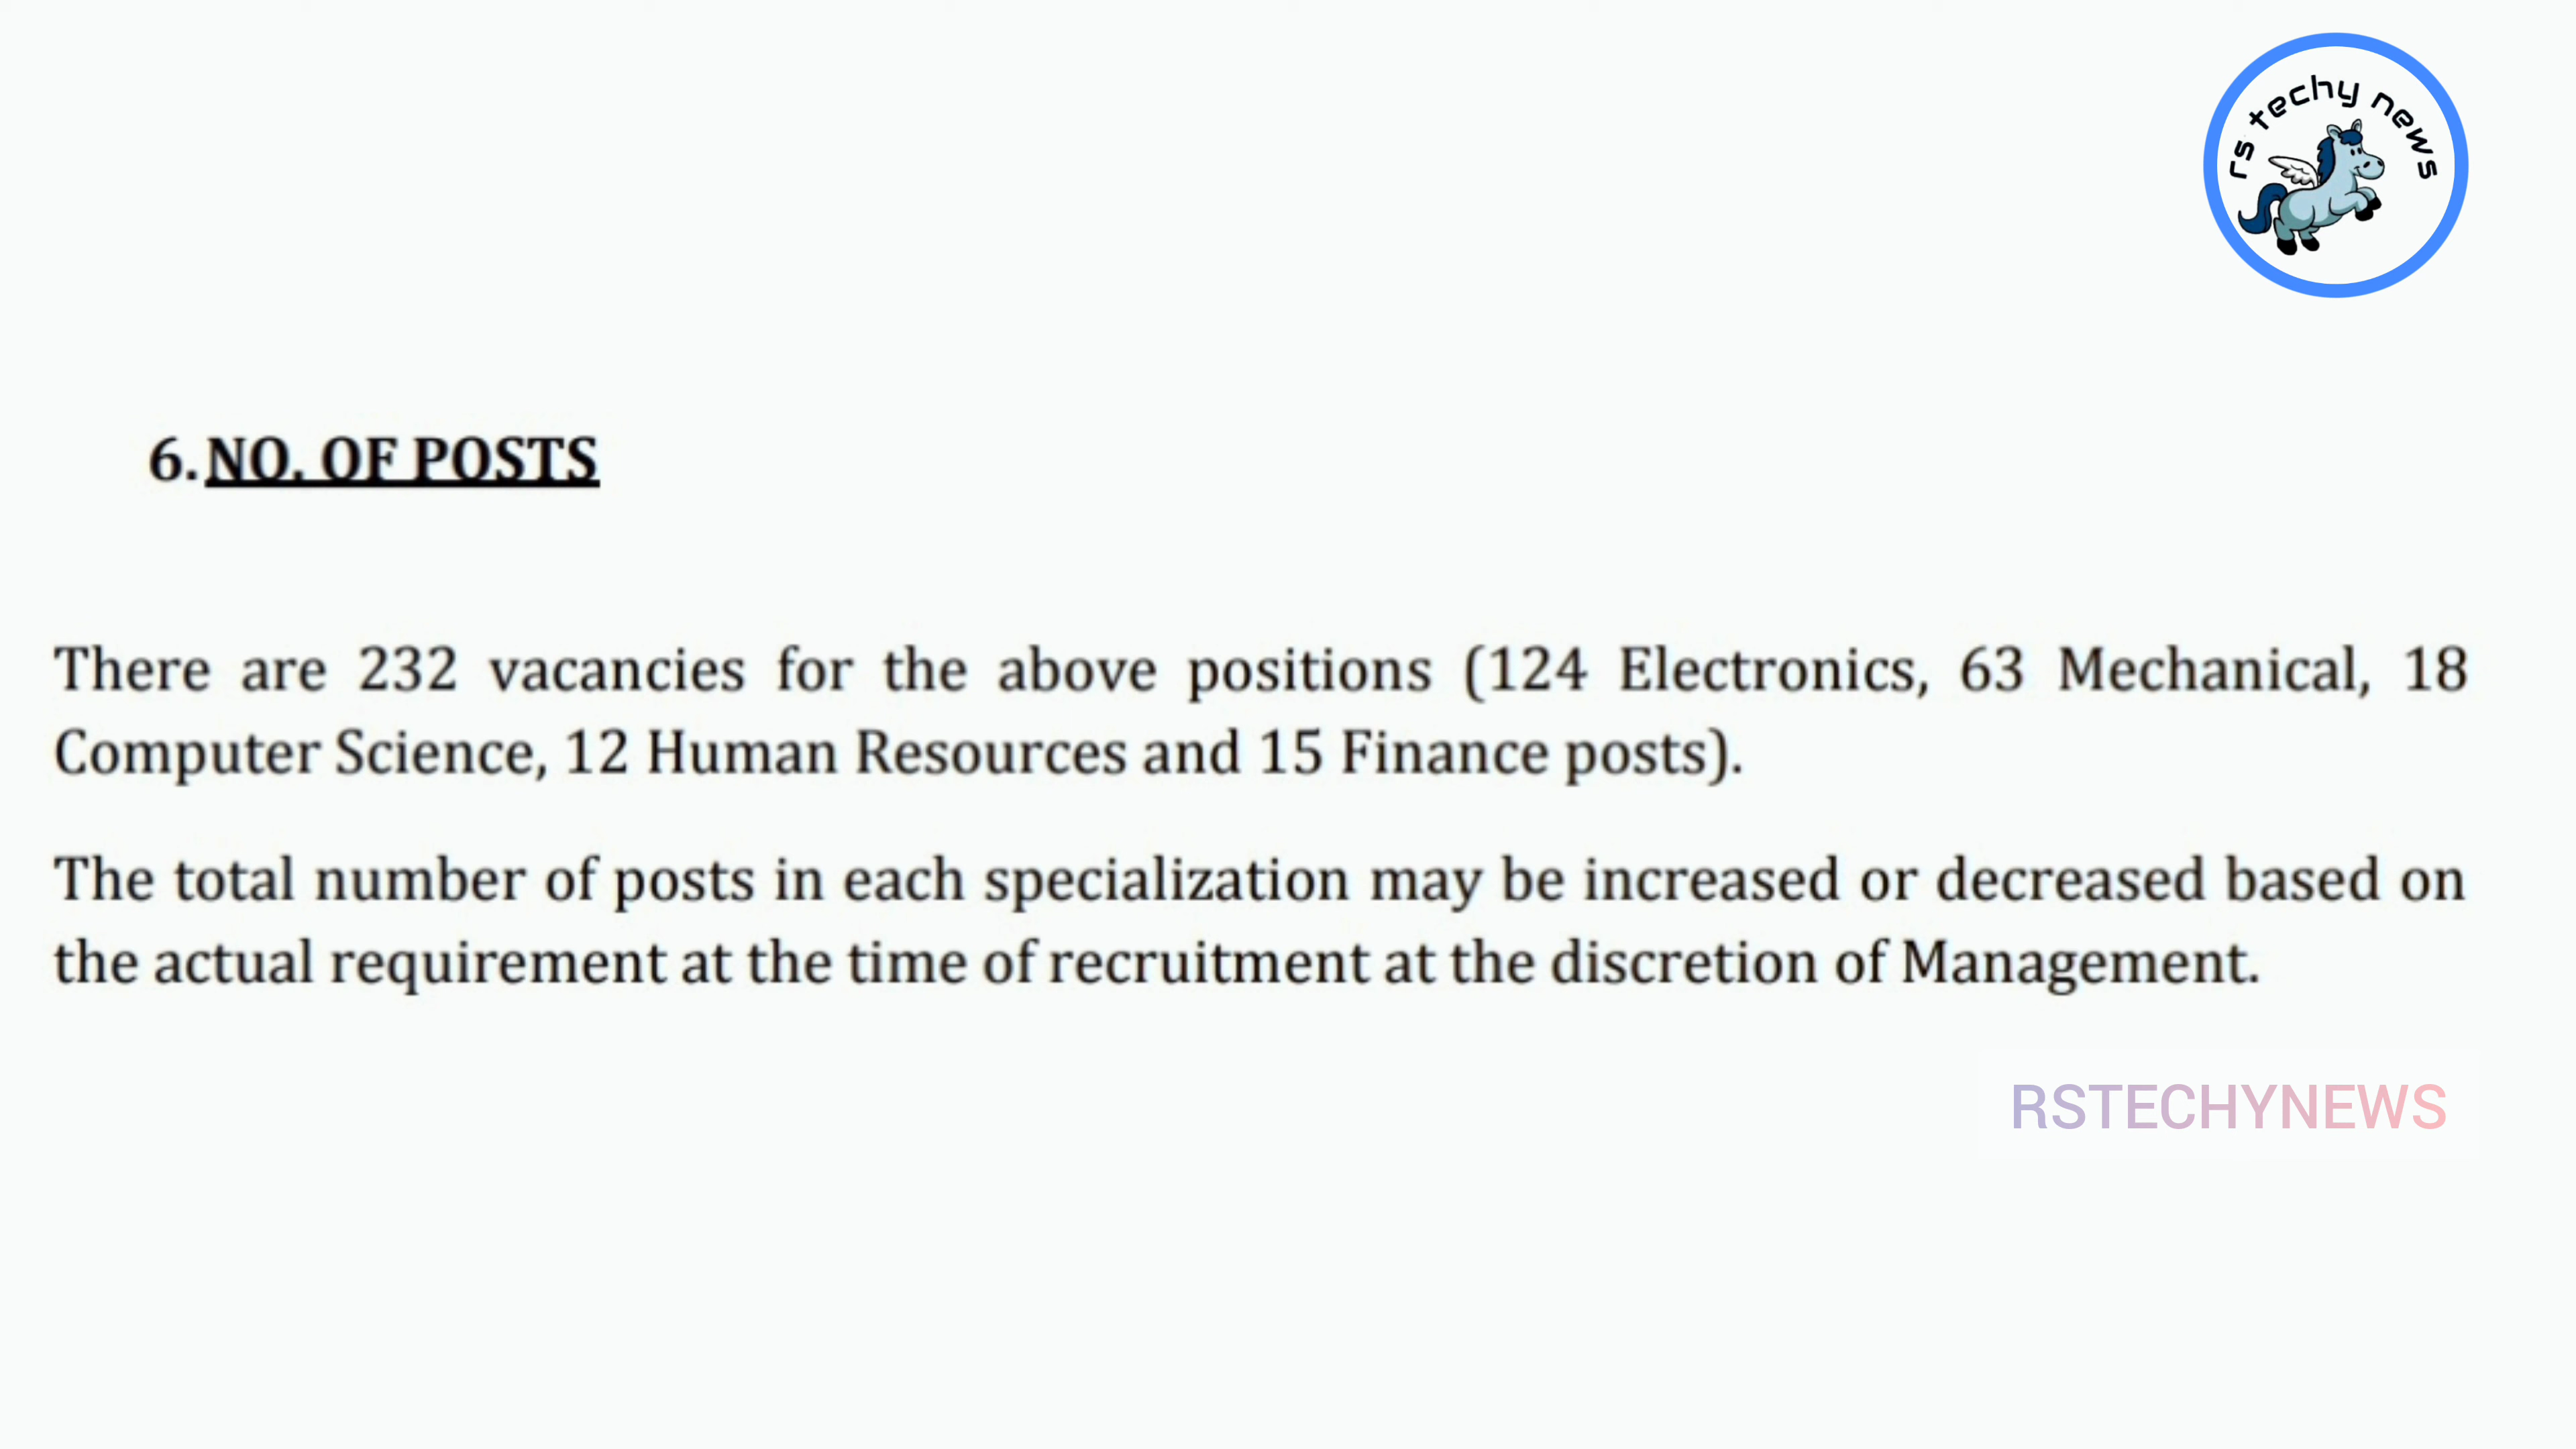 rs techy news
6. NO. OF POSTS
There are 232 vacancies for the above positions (124 Electronics, 63 Mechanical, 18
Computer Science, 12 Human Resources and 15 Finance posts).
The total number of posts in each specialization may be increased or decreased based on
the actual requirement at the time of recruitment at the discretion of Management.
RSTECHYNEWS